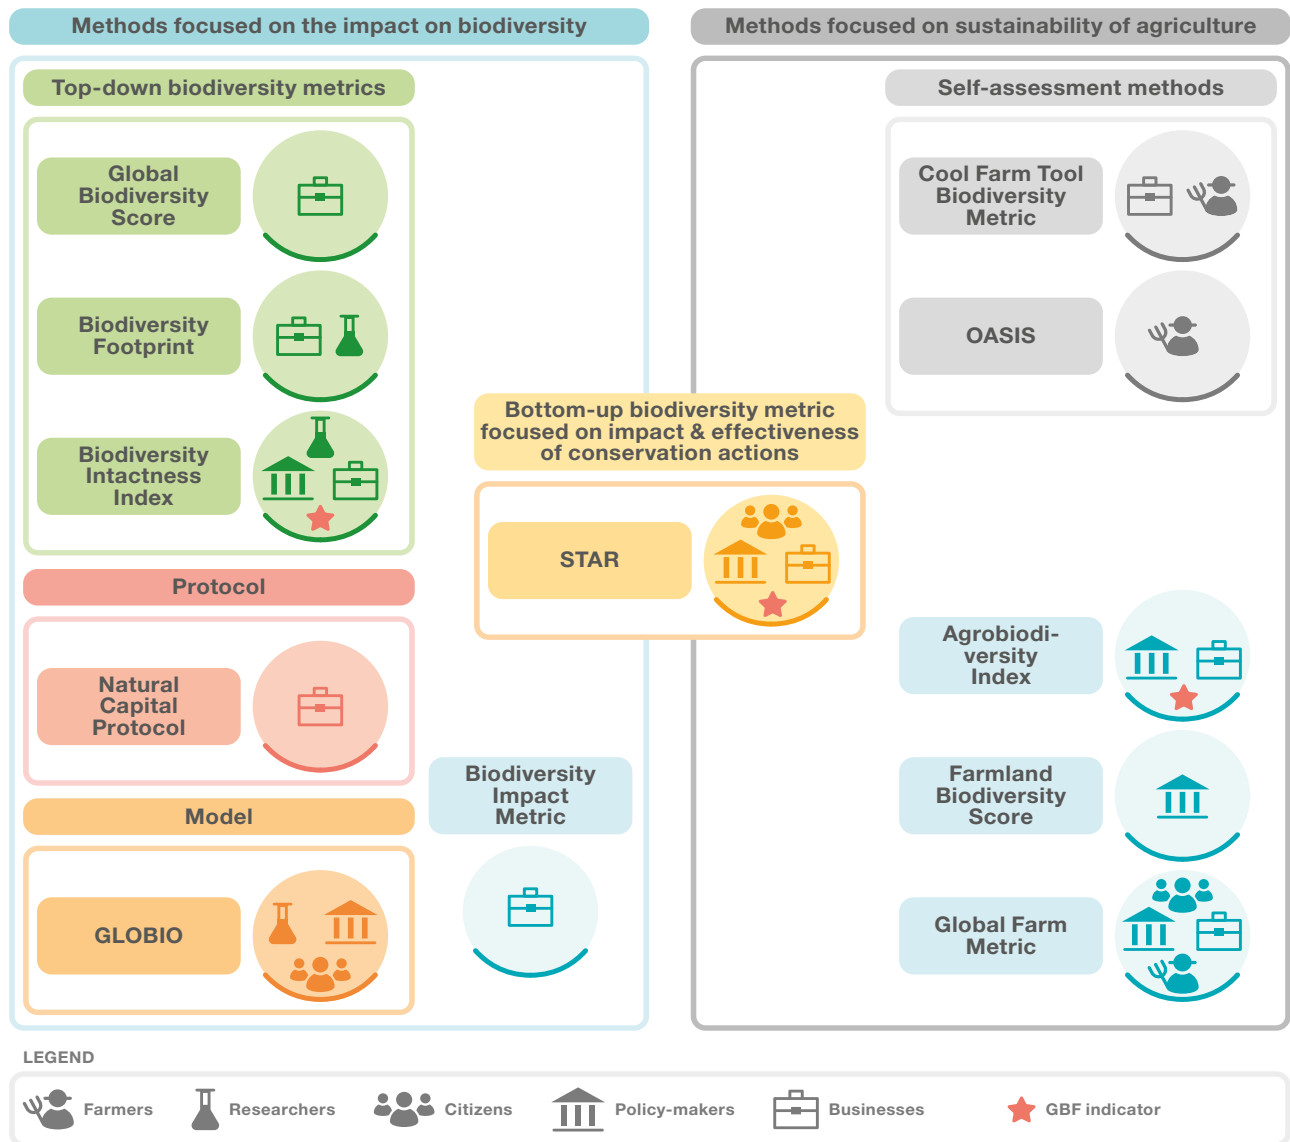 Methods focused on the impact on biodiversity
Top-down biodiversity metrics
Global
Biodiversity
Score
Biodiversity
Footprint
Biodiversity
Intactness
Index
Protocol
Natural
Capital
Protocol
Model
GLOBIO
Biodiversity
Impact
Metric
Bottom-up biodiversity metric
focused on impact & effectiveness
of conservation actions
STAR
Methods focused on sustainability of agriculture
Self-assessment methods
Cool Farm Tool
Biodiversity
Metric
OASIS
Agrobiodi-
versity
Index
Farmland
Biodiversity
Score
Global Farm
Metric
LEGEND
Farmers
Researchers
Citizens
Policy-makers
Businesses
GBF indicator